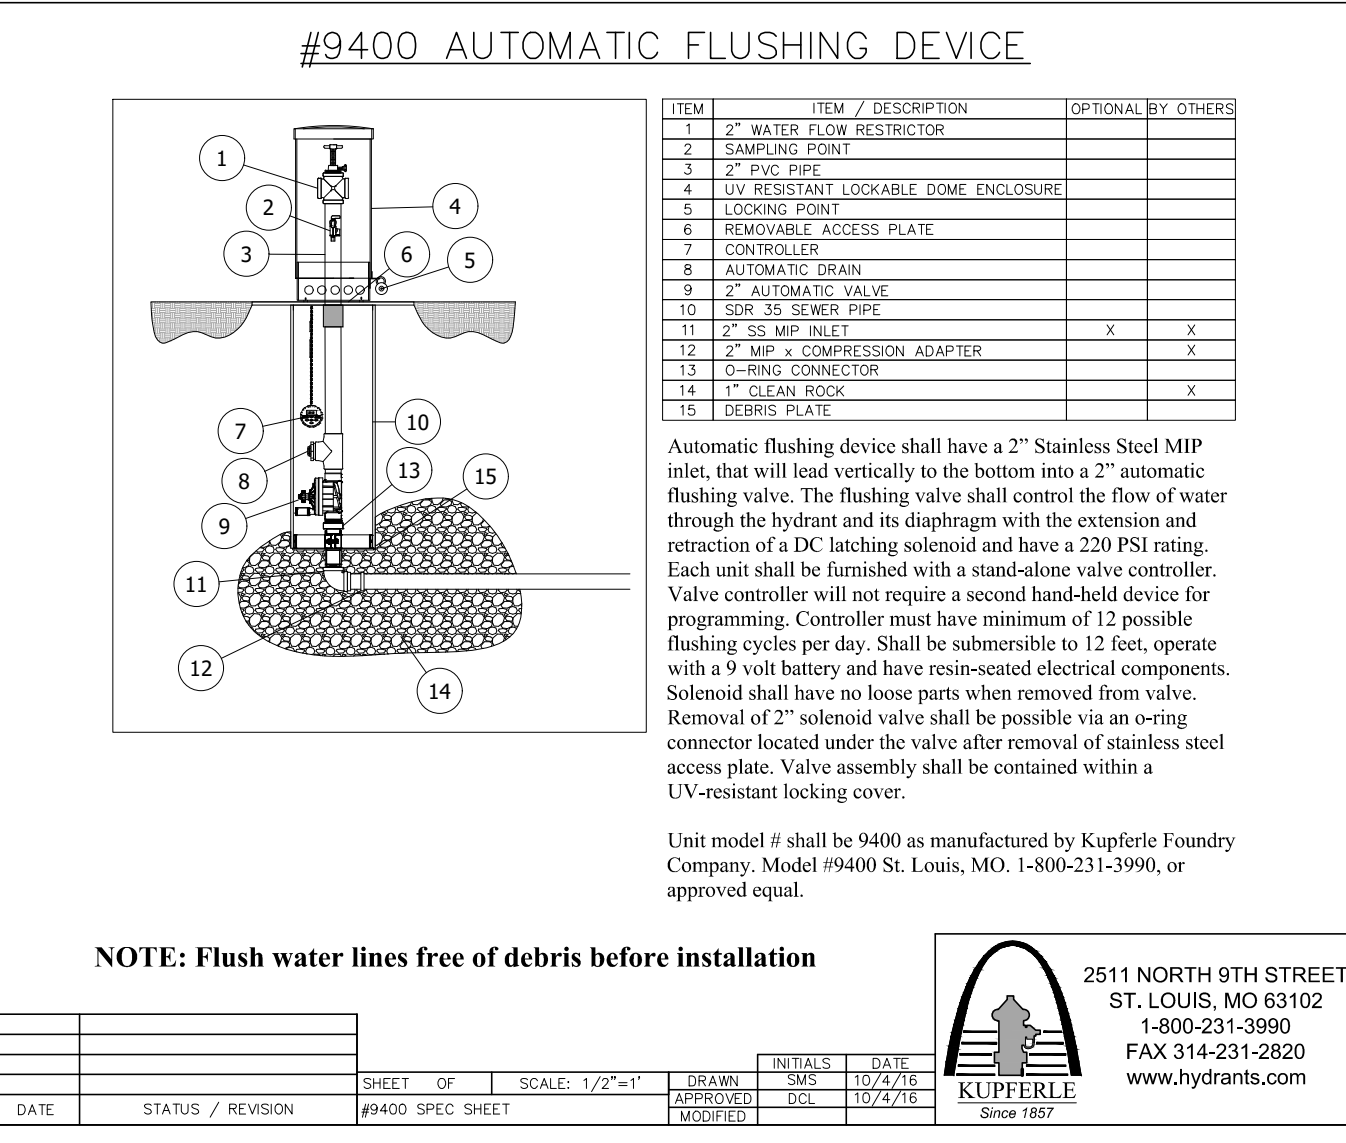 #9400 AUTOMATIC FLUSHING DEVICE
1
2
3
4
6
5
7
8
9
10
13
15
11
12
14
ITEM ITEM / DESCRIPTION OPTIONAL BY OTHERS
1 2” WATER FLOW RESTRICTOR
2 SAMPLING POINT
3 2” PVC PIPE
4 UV RESISTANT LOCKABLE DOME ENCLOSURE
5 LOCKING POINT
6 REMOVABLE ACCESS PLATE
7 CONTROLLER
8 AUTOMATIC DRAIN
9 2” AUTOMATIC VALVE
10 SDR 35 SEWER PIPE
11 2” SS MIP INLET X X
12 2” MIP x COMPRESSION ADAPTER X
13 O-RING CONNECTOR
14 1” CLEAN ROCK X
15 DEBRIS PLATE
Automatic flushing device shall have a 2” Stainless Steel MIP
inlet, that will lead vertically to the bottom into a 2” automatic
flushing valve. The flushing valve shall control the flow of water
through the hydrant and its diaphragm with the extension and
retraction of a DC latching solenoid and have a 220 PSI rating.
Each unit shall be furnished with a stand-alone valve controller.
Valve controller will not require a second hand-held device for
programming. Controller must have minimum of 12 possible
flushing cycles per day. Shall be submersible to 12 feet, operate
with a 9 volt battery and have resin-seated electrical components.
Solenoid shall have no loose parts when removed from valve.
Removal of 2” solenoid valve shall be possible via an o-ring
connector located under the valve after removal of stainless steel
access plate. Valve assembly shall be contained within a
UV-resistant locking cover.
Unit model # shall be 9400 as manufactured by Kupferle Foundry
Company. Model #9400 St. Louis, MO. 1-800-231-3990, or
approved equal.
NOTE: Flush water lines free of debris before installation
DATE STATUS / REVISION
SHEET OF SCALE: 1/2”=1’
#9400 SPEC SHEET
INITIALS DATE
DRAWN SMS 10/4/16
APPROVED DCL 10/4/16
MODIFIED
KUPFERLE
Since 1857
2511 NORTH 9TH STREET
ST. LOUIS, MO 63102
1-800-231-3990
FAX 314-231-2820
www.hydrants.com